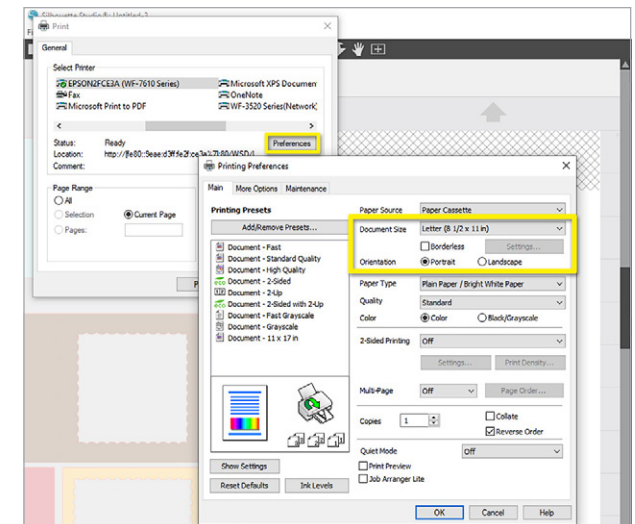 Silhouette Studio®: Untitled-2
Print
General
Select Printer
EPSON2FCE3A (WF-7610 Series)
Microsoft XPS Documen
Fax
OneNote
Microsoft Print to PDF
WF-3520 Series(Network)
Status: Ready
Preferences
Location:
Comment:
Page Range
All
Selection
Current Page
Pages:
P
Printing Preferences
Main
More Options
Maintenance
Printing Presets
Add/Remove Presets...
Document - Fast
Document - Standard Quality
Document - High Quality
Document - 2-Sided
Document - 2-Up
Document - 2-Sided with 2-Up
Document - Fast Grayscale
Document - Grayscale
Document - 11 x 17 in
Show Settings
Reset Defaults
Ink Levels
Paper Source
Paper Cassette
Document Size
Letter (8 1/2 x 11 in)
Borderless
Settings...
Orientation
Portrait
Landscape
Paper Type
Plain Paper / Bright White Paper
Quality
Standard
Color
Color
Black/Grayscale
2-Sided Printing
Off
Settings...
Print Density...
Multi-Page
Off
Page Order...
Copies
1
Collate
Reverse Order
Quiet Mode
Off
Print Preview
Job Arranger Lite
OK
Cancel
Help